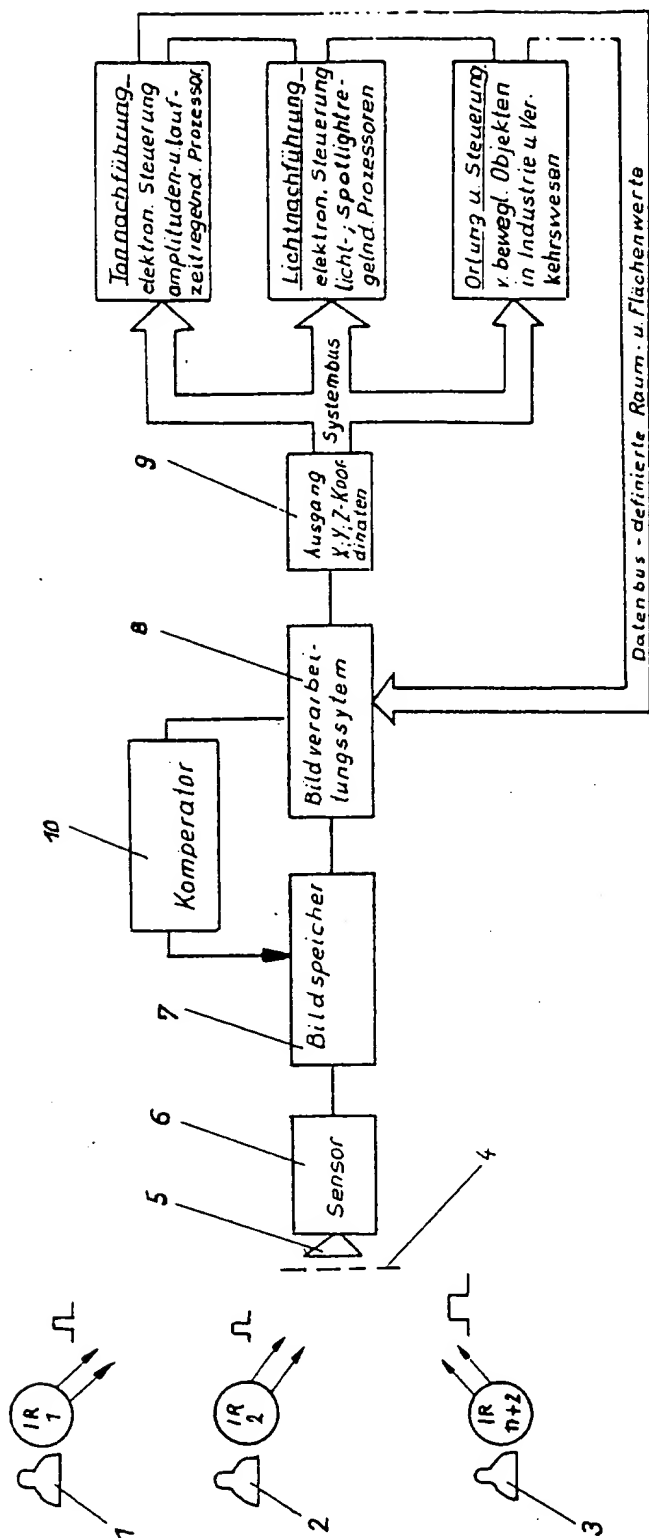 1
IR
1
2
IR
2
3
IR
n+2
4
5
6
Sensor
7
Bildspeicher
10
Komperator
8
Bildverarbei-
tungssytem
9
Ausgang
X;Y;Z-Koor-
dinaten
Systembus
Tonnachführung
elektron. Steuerung
amplituden-u.lauf-
zeitregelnd. Prozessor.
Lichtnachführung
elektron. Steuerung
licht-; spotlightre-
gelnd. Prozessoren
Ortung u. Steuerung
v. bewegl. Objekten
in Industrie u. Ver-
kehrswesen
Datenbus - definierte Raum- u. Flächenwerte